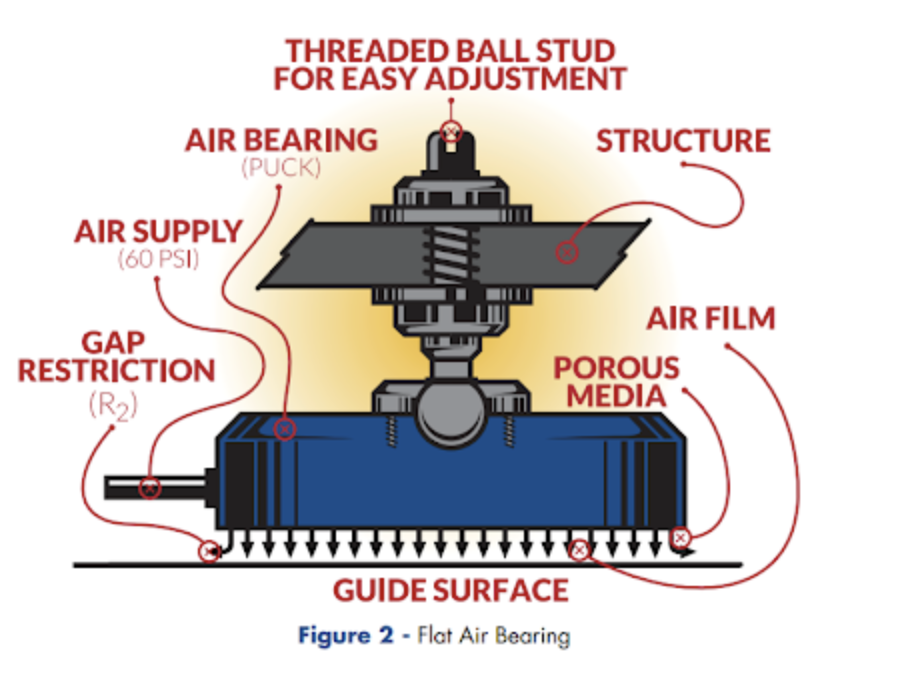 THREADED BALL STUD
FOR EASY ADJUSTMENT
AIR BEARING
(PUCK)
STRUCTURE
AIR SUPPLY
(60 PSI)
AIR FILM
GAP
RESTRICTION
(R₂)
POROUS
MEDIA
GUIDE SURFACE
Figure 2 - Flat Air Bearing